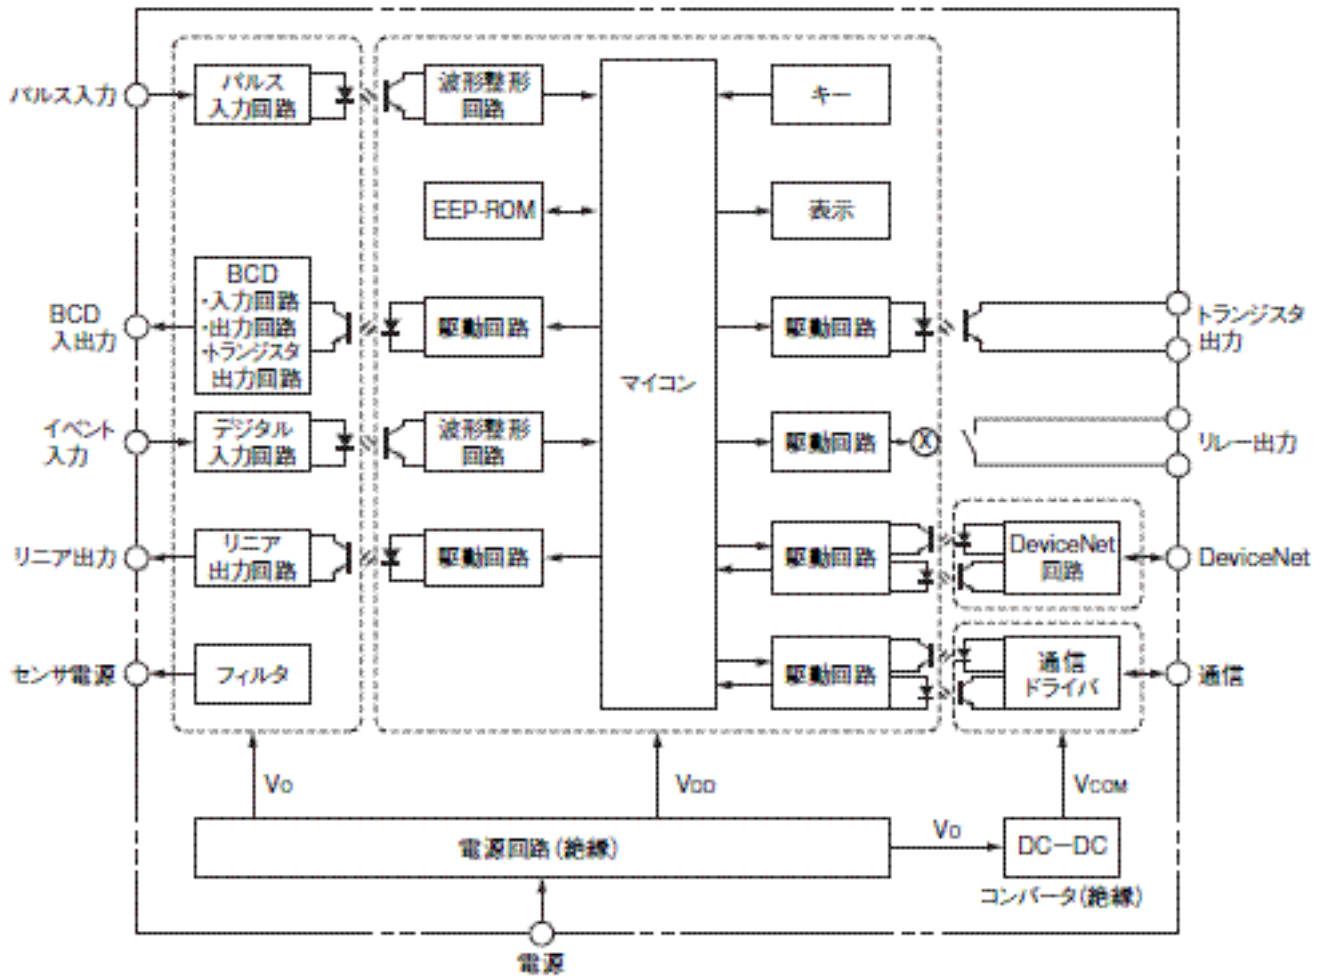 パルス入力
パルス
入力回路
波形整形
回路
キー
EEP-ROM
表示
BCD
入出力
BCD
・入力回路
・出力回路
・トランジスタ
出力回路
駆動回路
マイコン
駆動回路
トランジスタ
出力
イベント
入力
デジタル
入力回路
波形整形
回路
駆動回路
X
リレー出力
リニア出力
リニア
出力回路
駆動回路
駆動回路
DeviceNet
回路
DeviceNet
センサ電源
フィルタ
駆動回路
通信
ドライバ
通信
VO
VDD
VCOM
電源回路(絶縁)
VO
DC-DC
コンバータ(絶縁)
電源